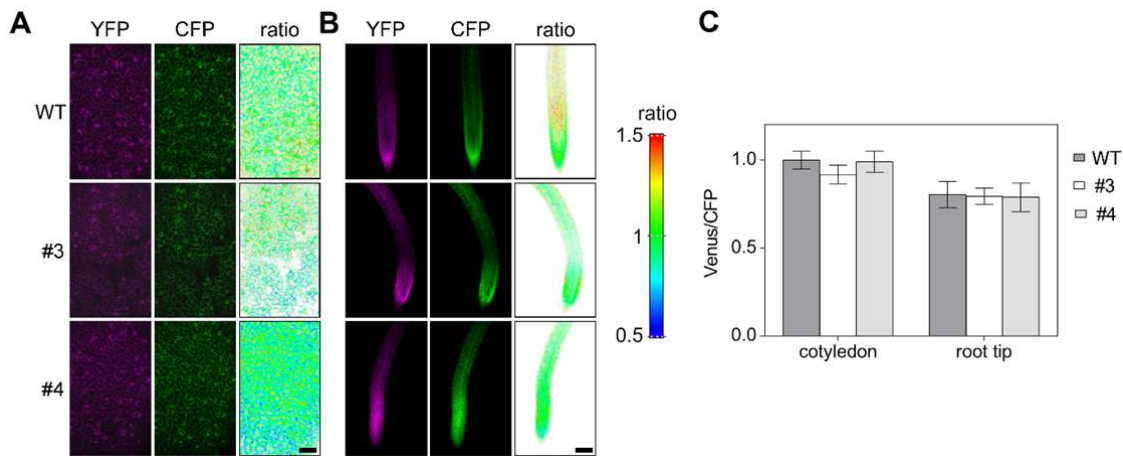 A
YFP CFP ratio
WT
#3
#4
B
YFP CFP ratio
ratio
1.5
1
0.5
C
Venus/CFP
1.0
0.5
0.0
cotyledon root tip
WT
#3
#4